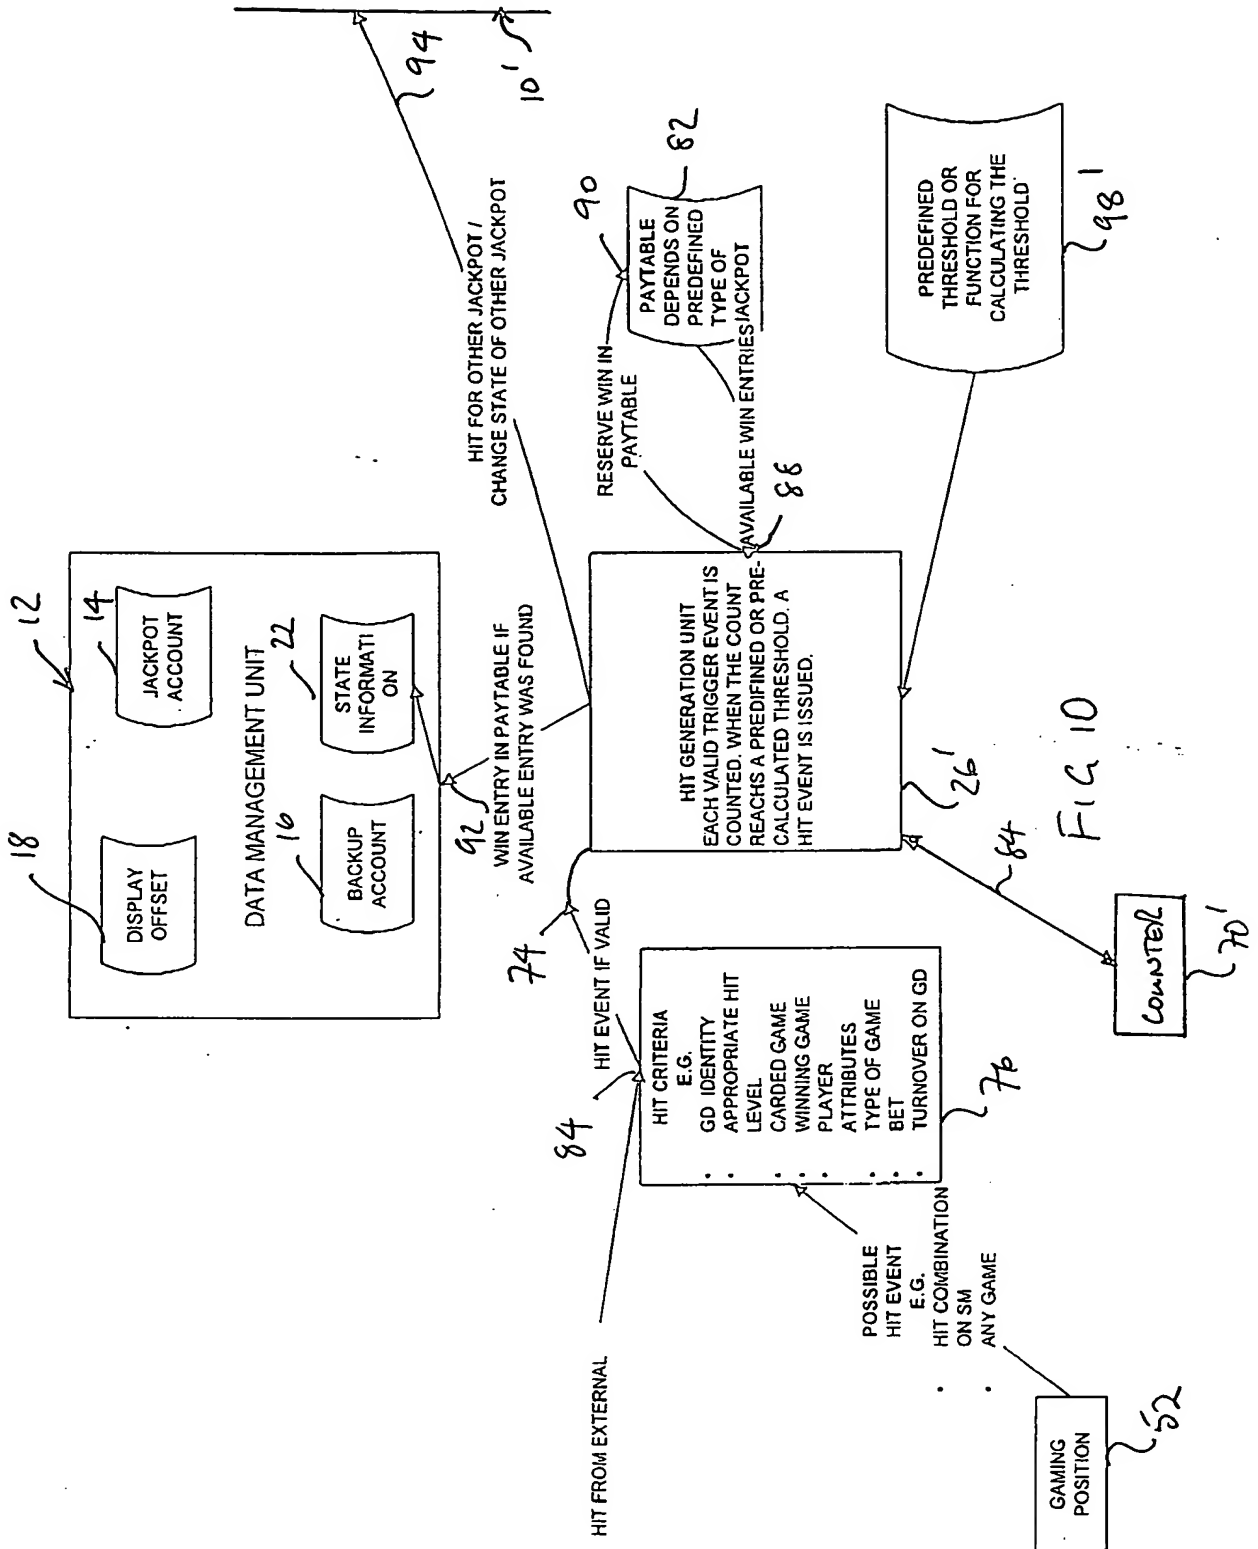 12
14
JACKPOT
ACCOUNT
18
DISPLAY
OFFSET
DATA MANAGEMENT UNIT
22
STATE
INFORMATI
ON
16
BACKUP
ACCOUNT
92
WIN ENTRY IN PAYTABLE IF
AVAILABLE ENTRY WAS FOUND
94
10'
HIT FOR OTHER JACKPOT /
CHANGE STATE OF OTHER JACKPOT
RESERVE WIN IN
PAYTABLE
90
PAYTABLE
DEPENDS ON
PREDEFINED
TYPE OF
JACKPOT
82
AVAILABLE WIN ENTRIES
88
HIT GENERATION UNIT
EACH VALID TRIGGER EVENT IS
COUNTED. WHEN THE COUNT
REACHS A PREDIFINED OR PRE-
CALCULATED THRESHOLD. A
HIT EVENT IS ISSUED.
26'
PREDEFINED
THRESHOLD OR
FUNCTION FOR
CALCULATING THE
THRESHOLD
98'
74
HIT EVENT IF VALID
84
HIT FROM EXTERNAL
HIT CRITERIA
E.G.
• GD IDENTITY
• APPROPRIATE HIT
LEVEL
• CARDED GAME
• WINNING GAME
• PLAYER
ATTRIBUTES
• TYPE OF GAME
• BET
• TURNOVER ON GD
76
84
COUNTER
70'
POSSIBLE
HIT EVENT
E.G.
• HIT COMBINATION
ON SM
• ANY GAME
GAMING
POSITION
52
FIG 10